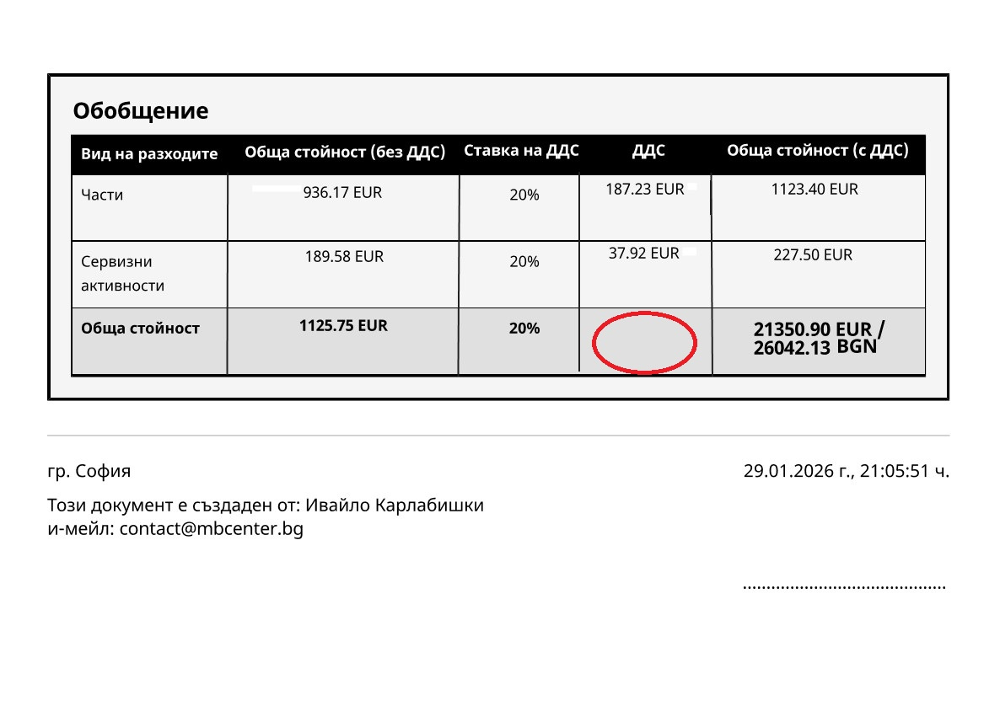 Обобщение
Вид на разходите Обща стойност (без ДДС) Ставка на ДДС ДДС Обща стойност (с ДДС)
Части 936.17 EUR 20% 187.23 EUR 1123.40 EUR
Сервизни активности 189.58 EUR 20% 37.92 EUR 227.50 EUR
Обща стойност 1125.75 EUR 20% 21350.90 EUR / 26042.13 BGN
гр. София 29.01.2026 г., 21:05:51 ч.
Този документ е създаден от: Ивайло Карлабишки
и-мейл: contact@mbcenter.bg
...........................................